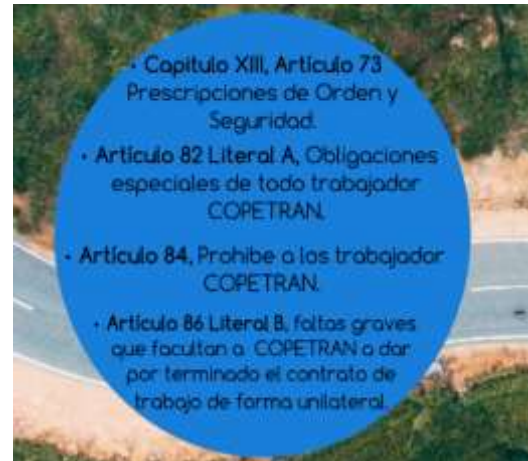 • Capitulo XIII, Artículo 73
Prescripciones de Orden y
Seguridad.
• Artículo 82 Literal A, Obligaciones
especiales de todo trabajador
COPETRAN.
• Artículo 84, Prohibe a los trabajador
COPETRAN.
• Artículo 86 Literal B, faltas graves
que facultan a COPETRAN a dar
por terminado el contrato de
trabajo de forma unilateral.